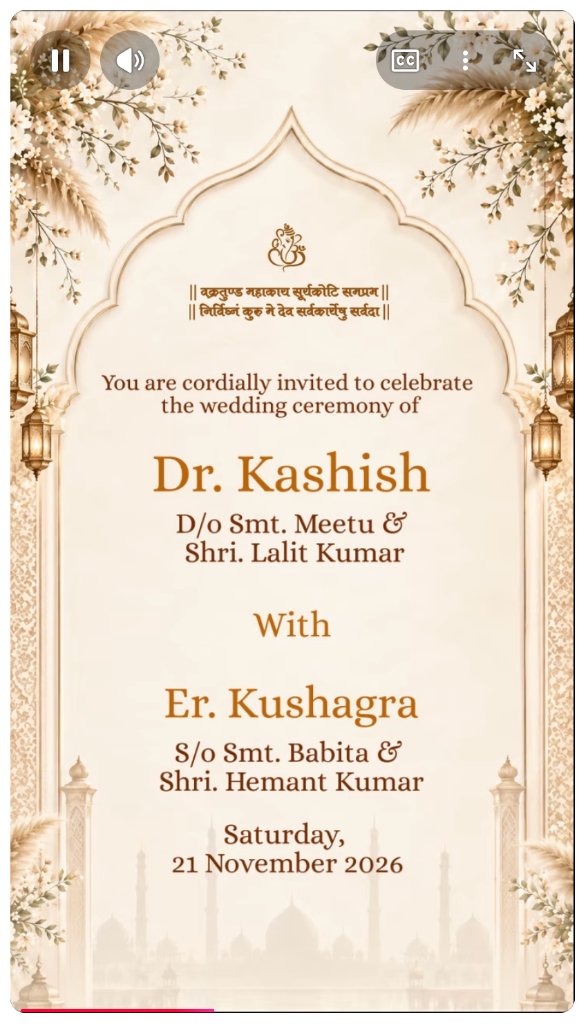 CC
|| वक्रतुण्ड महाकाय सूर्यकोटि समप्रभ ||
|| निर्विघ्नं कुरु मे देव सर्वकार्येषु सर्वदा ||
You are cordially invited to celebrate
the wedding ceremony of
Dr. Kashish
D/o Smt. Meetu &
Shri. Lalit Kumar
With
Er. Kushagra
S/o Smt. Babita &
Shri. Hemant Kumar
Saturday,
21 November 2026